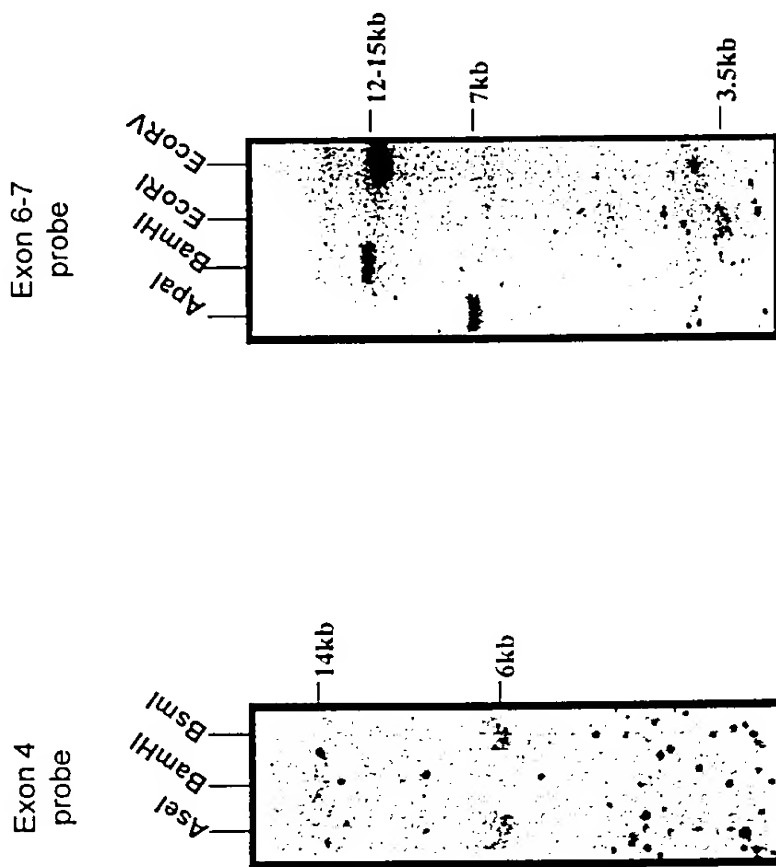 Exon 6-7
probe
ApaI
BamHI
EcoRI
EcoRV
12-15kb
7kb
3.5kb
Exon 4
probe
AseI
BamHI
BsmI
14kb
6kb